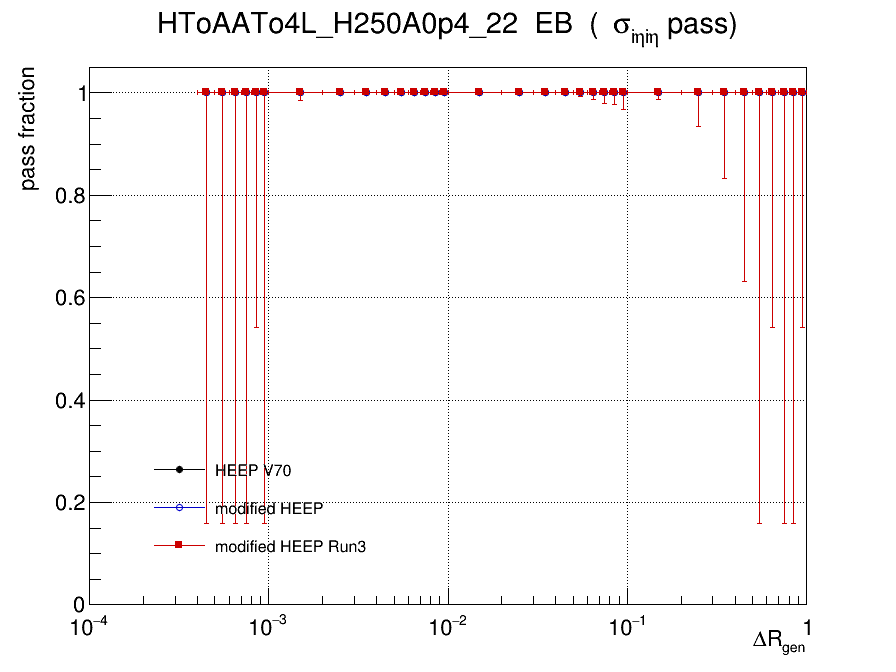 HToAATo4L_H250A0p4_22 EB ( σiηiη pass)
pass fraction
1
0.8
0.6
0.4
0.2
0
HEEP V70
modified HEEP
modified HEEP Run3
10−4 10−3 10−2 10−1 1
ΔRgen